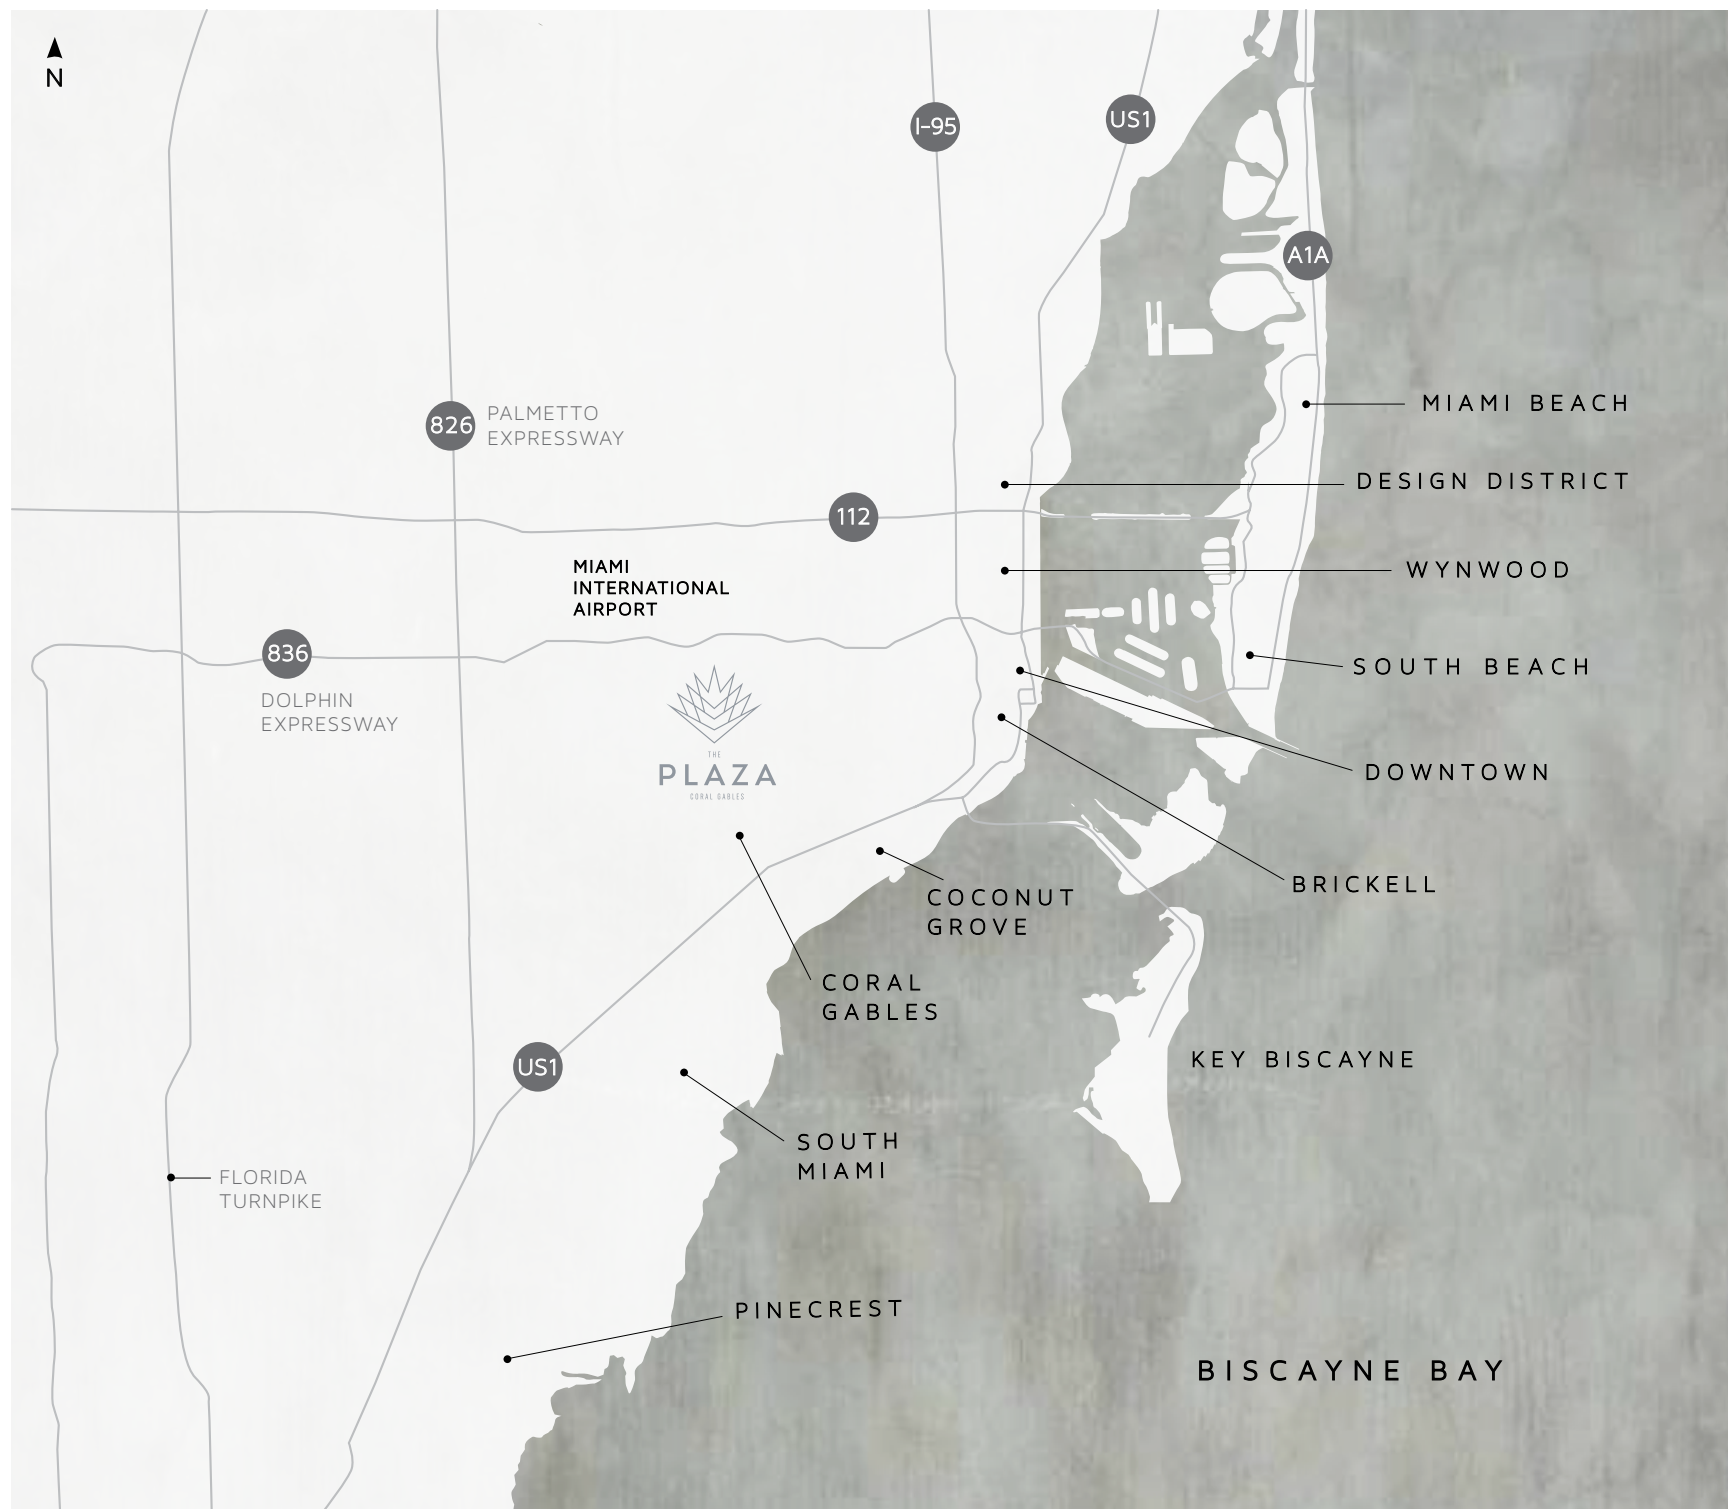 N
I-95
US1
A1A
MIAMI BEACH
826
PALMETTO
EXPRESSWAY
DESIGN DISTRICT
112
MIAMI
INTERNATIONAL
AIRPORT
WYNWOOD
836
DOLPHIN
EXPRESSWAY
SOUTH BEACH
THE
PLAZA
CORAL GABLES
DOWNTOWN
BRICKELL
COCONUT
GROVE
CORAL
GABLES
US1
KEY BISCAYNE
SOUTH
MIAMI
FLORIDA
TURNPIKE
PINECREST
BISCAYNE BAY